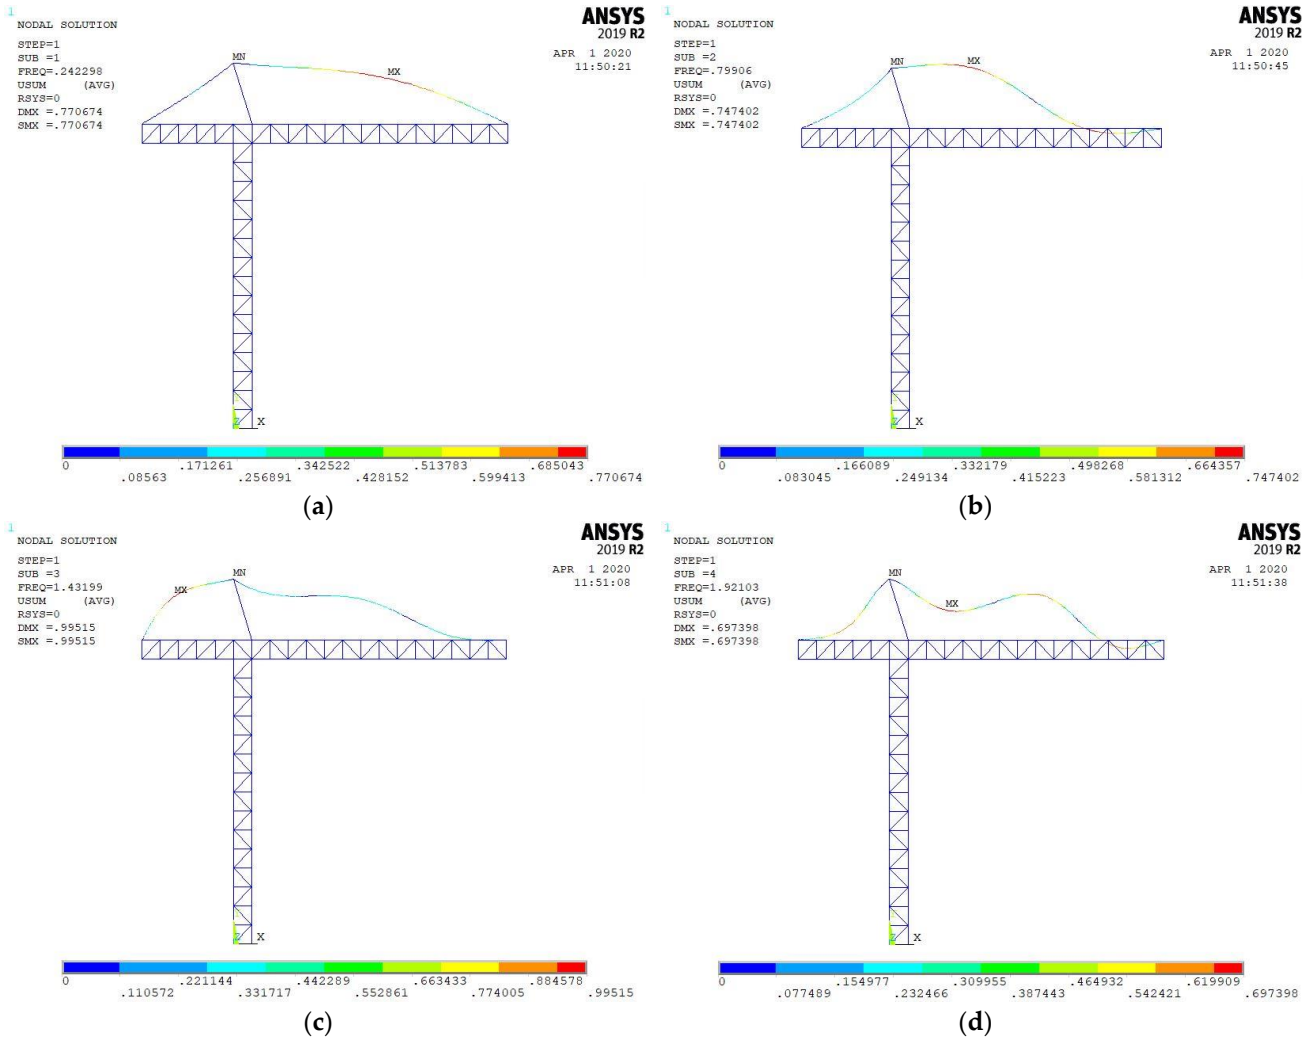 1
NODAL SOLUTION
STEP=1
SUB =1
FREQ=.242298
USUM (AVG)
RSYS=0
DMX =.770674
SMX =.770674
ANSYS
2019 R2
APR 1 2020
11:50:21
MN
MX
X
0 .171261 .342522 .513783 .685043
.08563 .256891 .428152 .599413 .770674
(a)
1
NODAL SOLUTION
STEP=1
SUB =2
FREQ=.79906
USUM (AVG)
RSYS=0
DMX =.747402
SMX =.747402
ANSYS
2019 R2
APR 1 2020
11:50:45
MN
MX
X
0 .166089 .332179 .498268 .664357
.083045 .249134 .415223 .581312 .747402
(b)
1
NODAL SOLUTION
STEP=1
SUB =3
FREQ=1.43199
USUM (AVG)
RSYS=0
DMX =.99515
SMX =.99515
ANSYS
2019 R2
APR 1 2020
11:51:08
MN
MX
X
0 .221144 .442289 .663433 .884578
.110572 .331717 .552861 .774005 .99515
(c)
1
NODAL SOLUTION
STEP=1
SUB =4
FREQ=1.92103
USUM (AVG)
RSYS=0
DMX =.697398
SMX =.697398
ANSYS
2019 R2
APR 1 2020
11:51:38
MN
MX
X
0 .154977 .309955 .464932 .619909
.077489 .232466 .387443 .542421 .697398
(d)